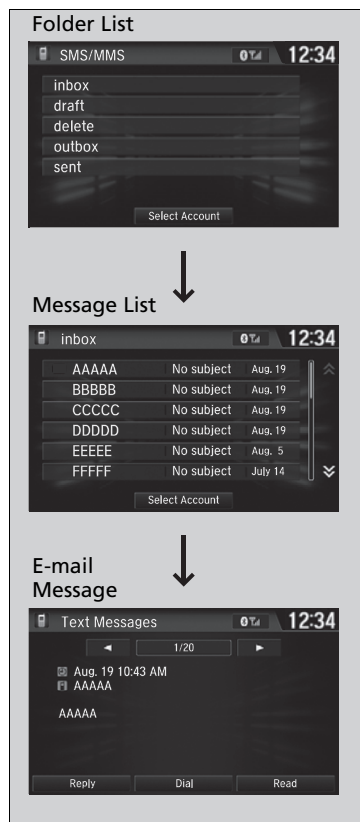 Folder List
SMS/MMS 12:34
inbox
draft
delete
outbox
sent
Select Account
Message List
inbox 12:34
AAAAA No subject Aug. 19
BBBBB No subject Aug. 19
CCCCC No subject Aug. 19
DDDDD No subject Aug. 19
EEEEE No subject Aug. 5
FFFFF No subject July 14
Select Account
E-mail
Message
Text Messages 12:34
1/20
Aug. 19 10:43 AM
AAAAA
AAAAA
Reply Dial Read